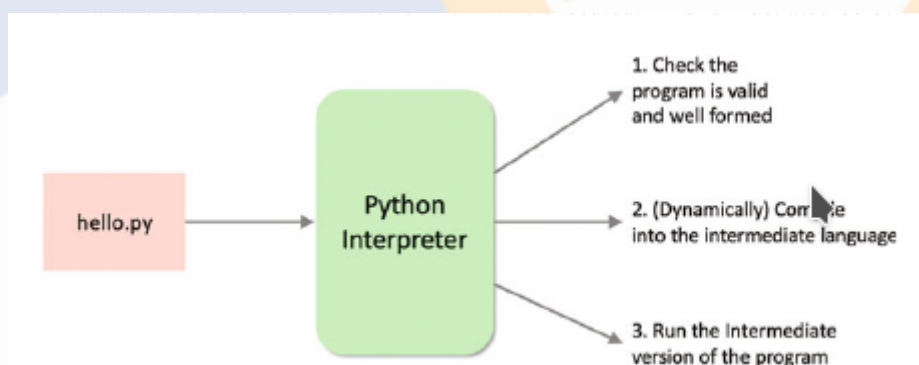 hello.py
Python
Interpreter
1. Check the
program is valid
and well formed
2. (Dynamically)
into the intermediate language
3. Run the Intermediate
version of the program